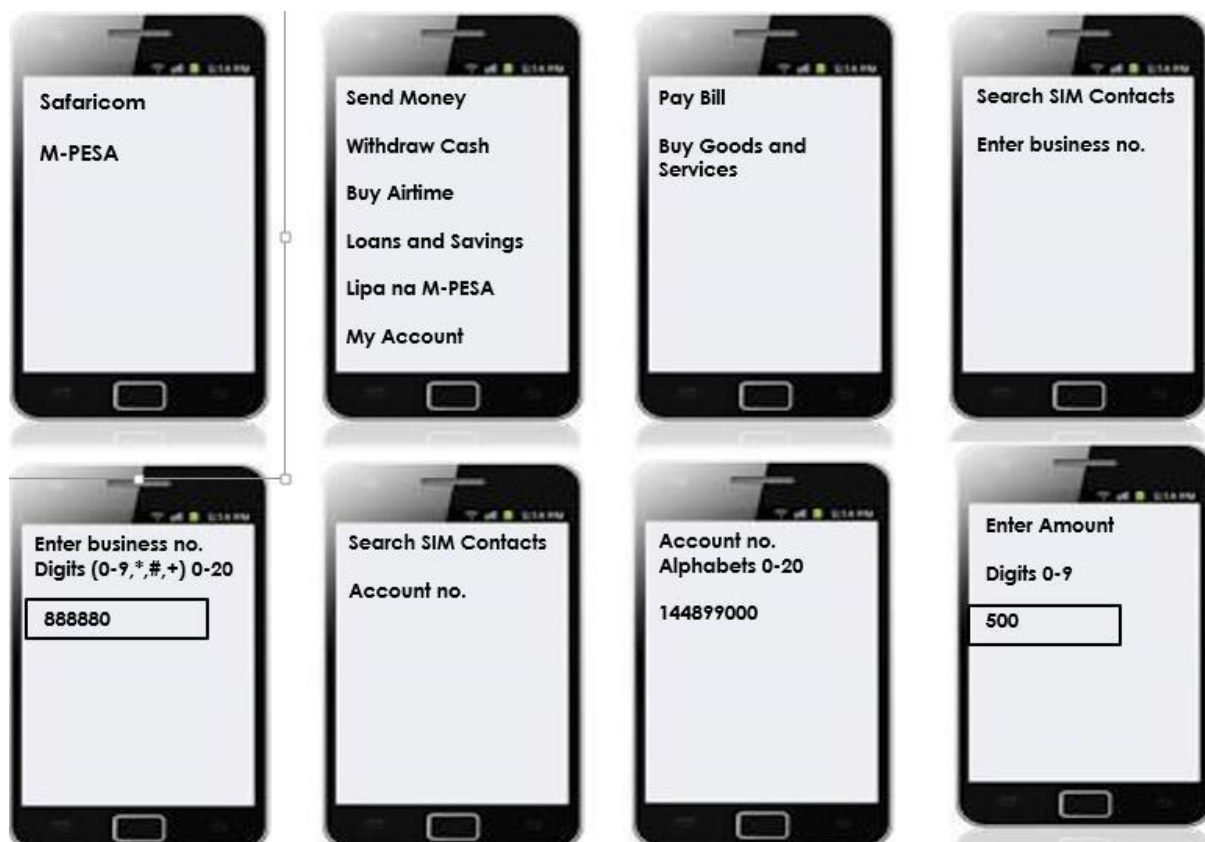 Safaricom
M-PESA
Send Money
Withdraw Cash
Buy Airtime
Loans and Savings
Lipa na M-PESA
My Account
Pay Bill
Buy Goods and
Services
Search SIM Contacts
Enter business no.
Enter business no.
Digits (0-9,*,#,+) 0-20
888880
Search SIM Contacts
Account no.
Account no.
Alphabets 0-20
144899000
Enter Amount
Digits 0-9
500